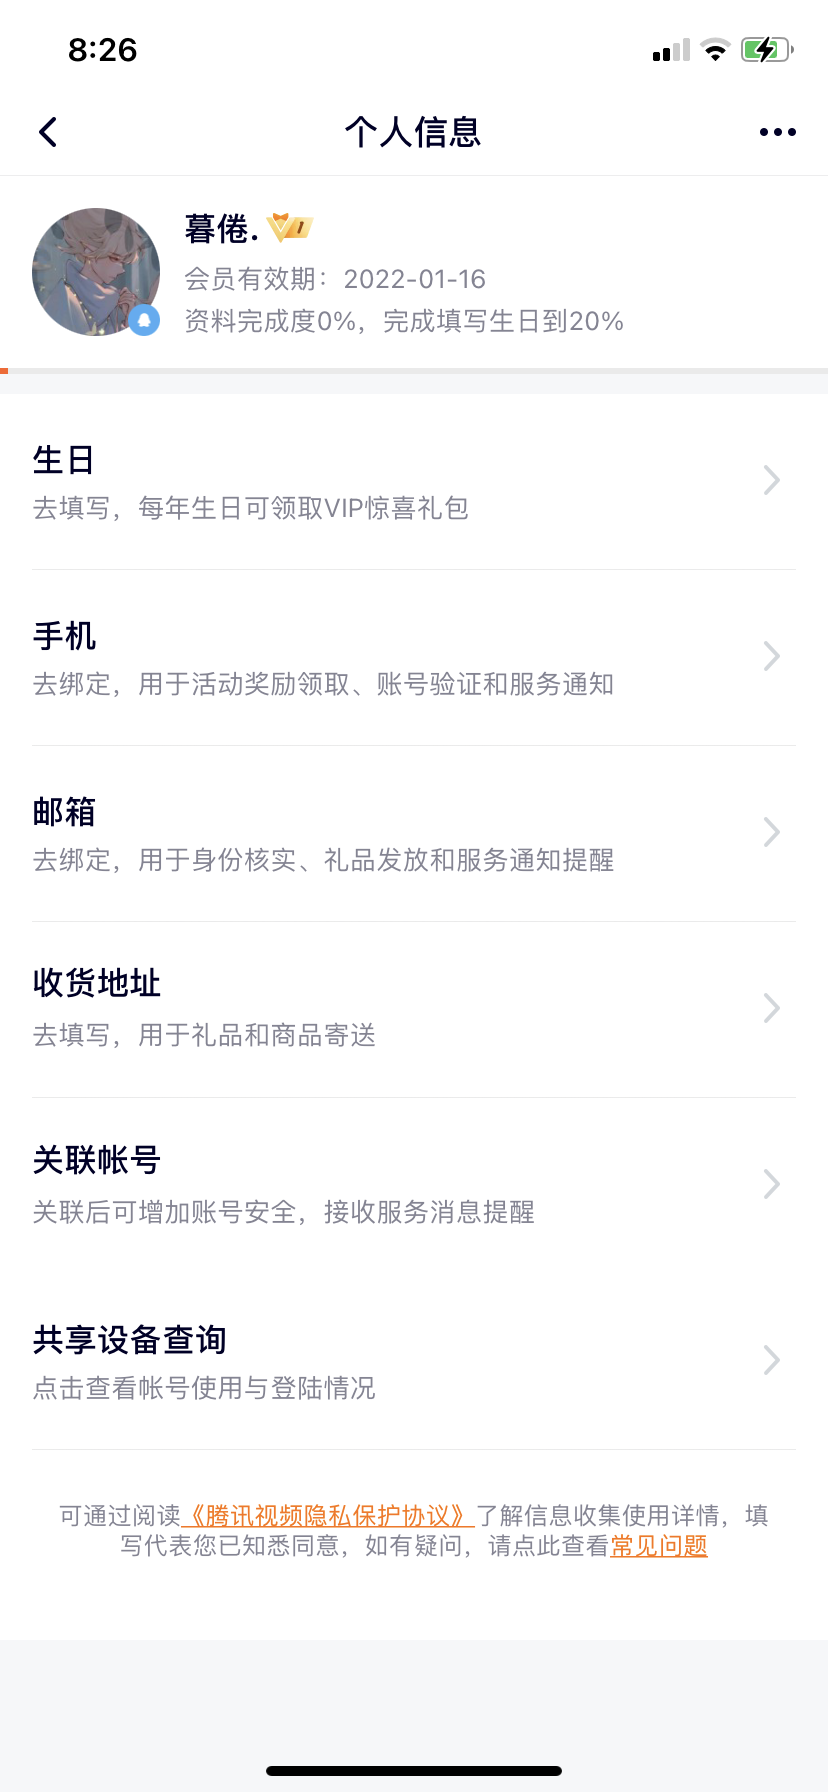 8:26
个人信息
暮倦.
会员有效期：2022-01-16
资料完成度0%，完成填写生日到20%
生日
去填写，每年生日可领取VIP惊喜礼包
手机
去绑定，用于活动奖励领取、账号验证和服务通知
邮箱
去绑定，用于身份核实、礼品发放和服务通知提醒
收货地址
去填写，用于礼品和商品寄送
关联帐号
关联后可增加账号安全，接收服务消息提醒
共享设备查询
点击查看帐号使用与登陆情况
可通过阅读《腾讯视频隐私保护协议》了解信息收集使用详情，填
写代表您已知悉同意，如有疑问，请点此查看常见问题